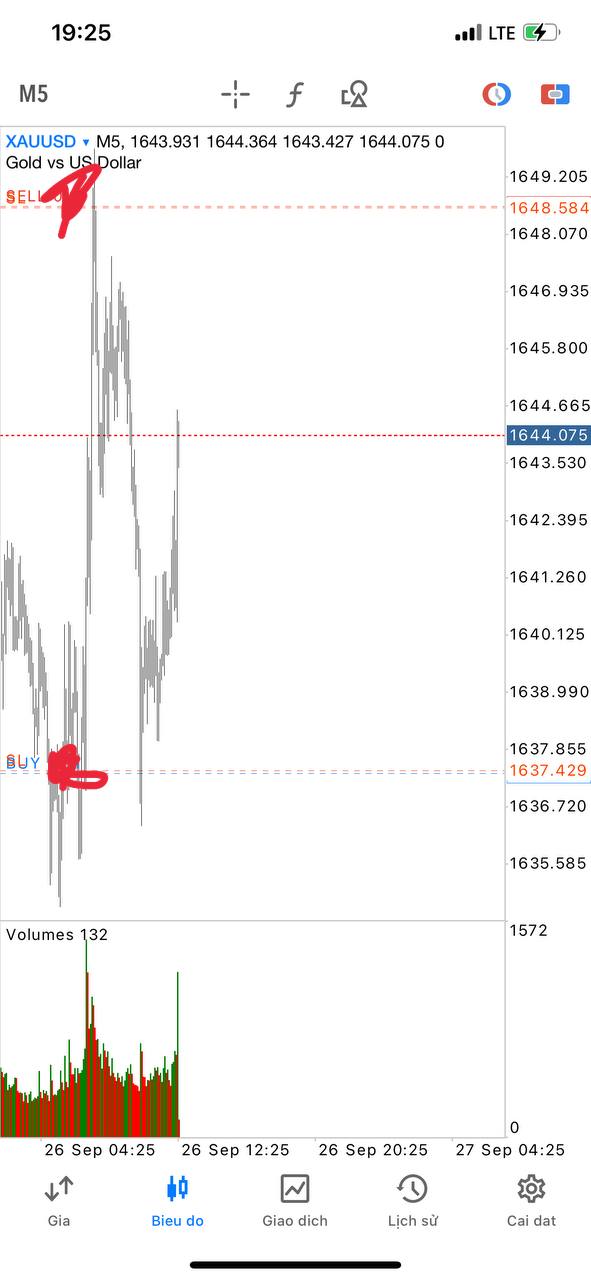 19:25
LTE
M5
XAUUSD ▾ M5, 1643.931 1644.364 1643.427 1644.075 0
Gold vs US Dollar
1649.205
1648.584
1648.070
1646.935
1645.800
1644.665
1644.075
1643.530
1642.395
1641.260
1640.125
1638.990
1637.855
BUY
1637.429
1636.720
1635.585
Volumes 132
1572
0
26 Sep 04:25 26 Sep 12:25 26 Sep 20:25 27 Sep 04:25
Gia Bieu do Giao dich Lịch sử Cai dat